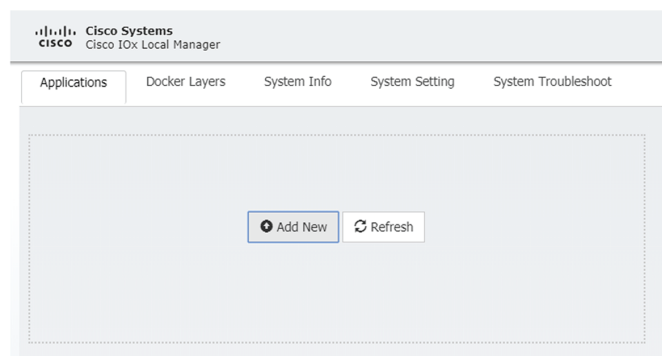 Cisco Systems
CISCO Cisco IOx Local Manager
Applications Docker Layers System Info System Setting System Troubleshoot
Add New Refresh